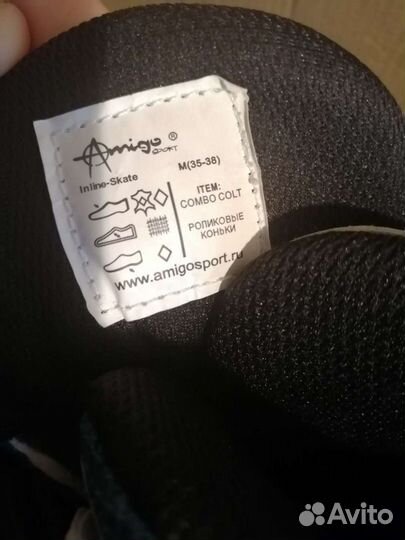 Amigo®
SPORT
Inline-Skate
M(35-38)
ITEM:
COMBO COLT
РОЛИКОВЫЕ
КОНЬКИ
www.amigosport.ru
Avito